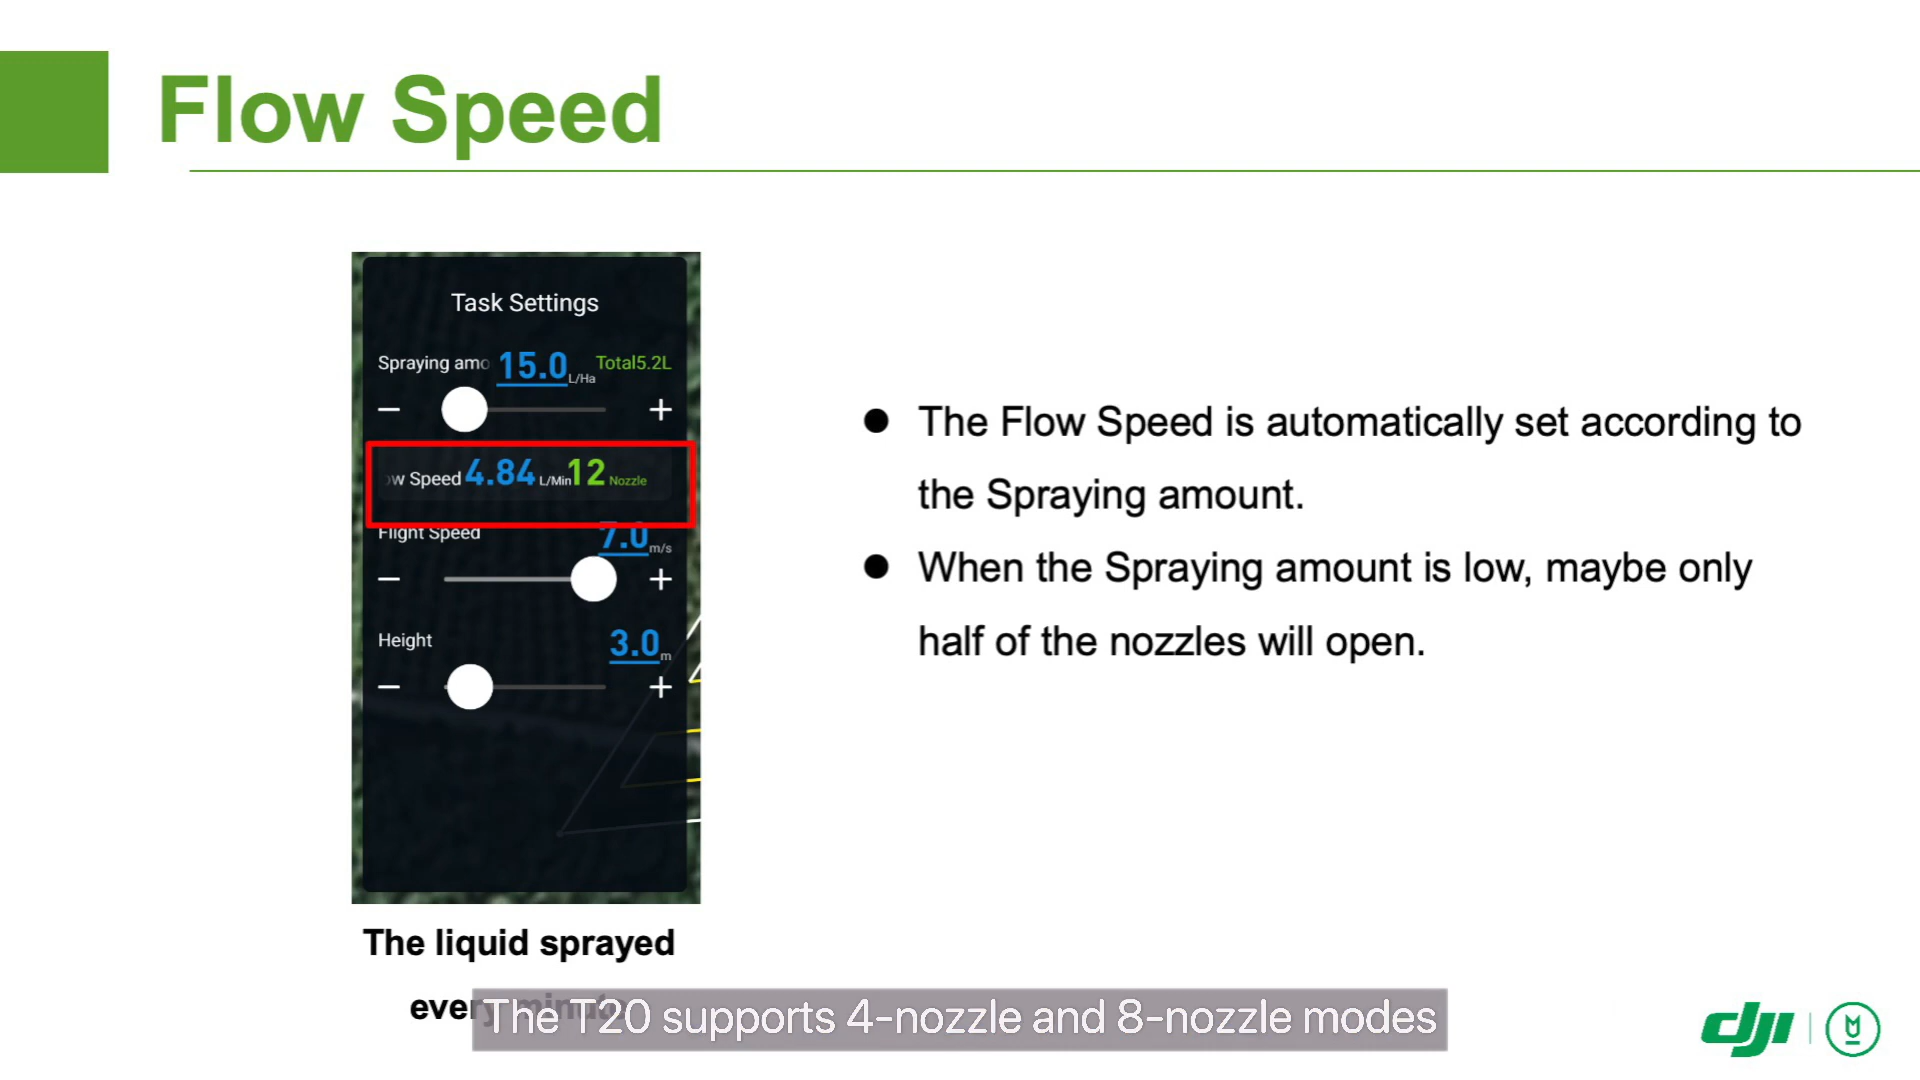 Flow Speed
Task Settings
Spraying amo 15.0 L/Ha Total5.2L
w Speed 4.84 L/Min 12 Nozzle
Flight Speed 7.0 m/s
Height 3.0 m
The Flow Speed is automatically set according to
the Spraying amount.
When the Spraying amount is low, maybe only
half of the nozzles will open.
The liquid sprayed
every minute
The T20 supports 4-nozzle and 8-nozzle modes
dji